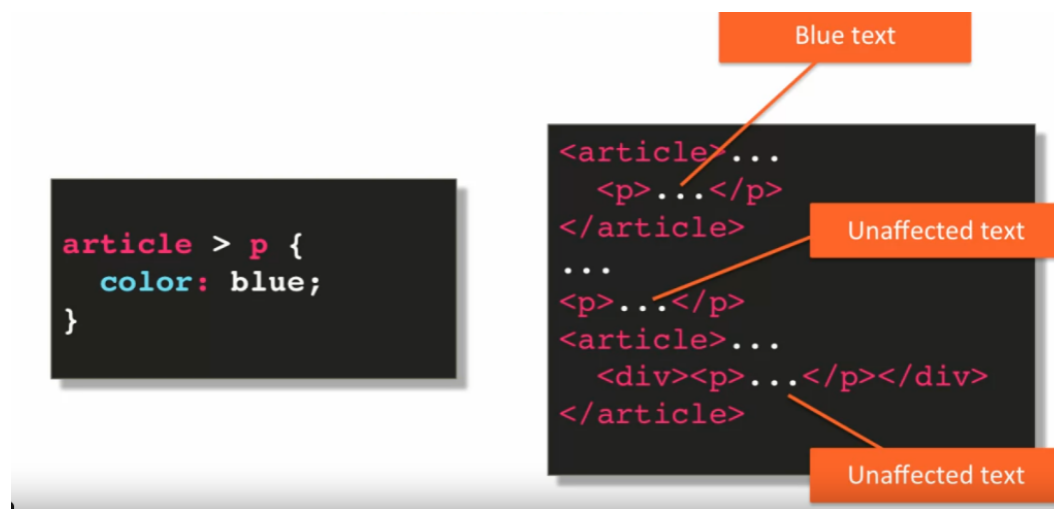 Blue text
article > p {
color: blue;
}
<article>...
<p>...</p>
</article>
Unaffected text
...
<p>...</p>
<article>...
<div><p>...</p></div>
</article>
Unaffected text